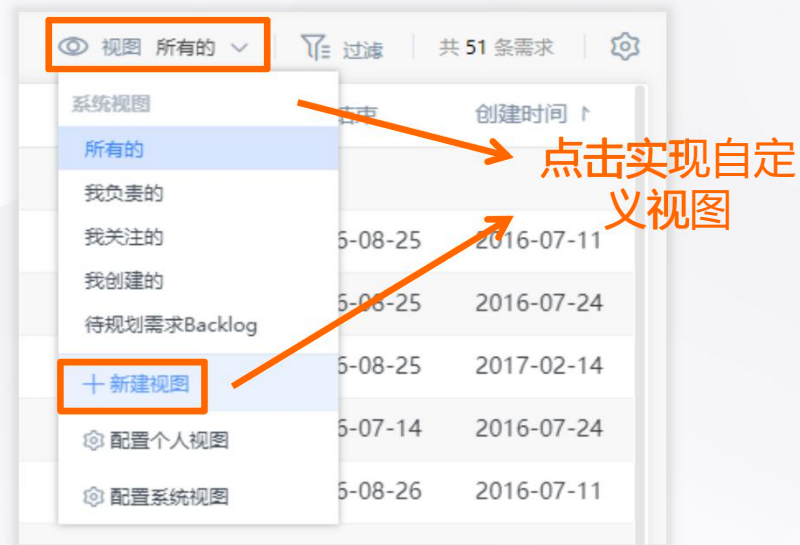 视图 所有的 过滤 共 51 条需求
系统视图
结束 创建时间
所有的
点击实现自定
义视图
我负责的
我关注的
6-08-25 2016-07-11
我创建的
6-08-25 2016-07-24
待规划需求Backlog
6-08-25 2017-02-14
新建视图
6-07-14 2016-07-24
配置个人视图
6-08-26 2016-07-11
配置系统视图